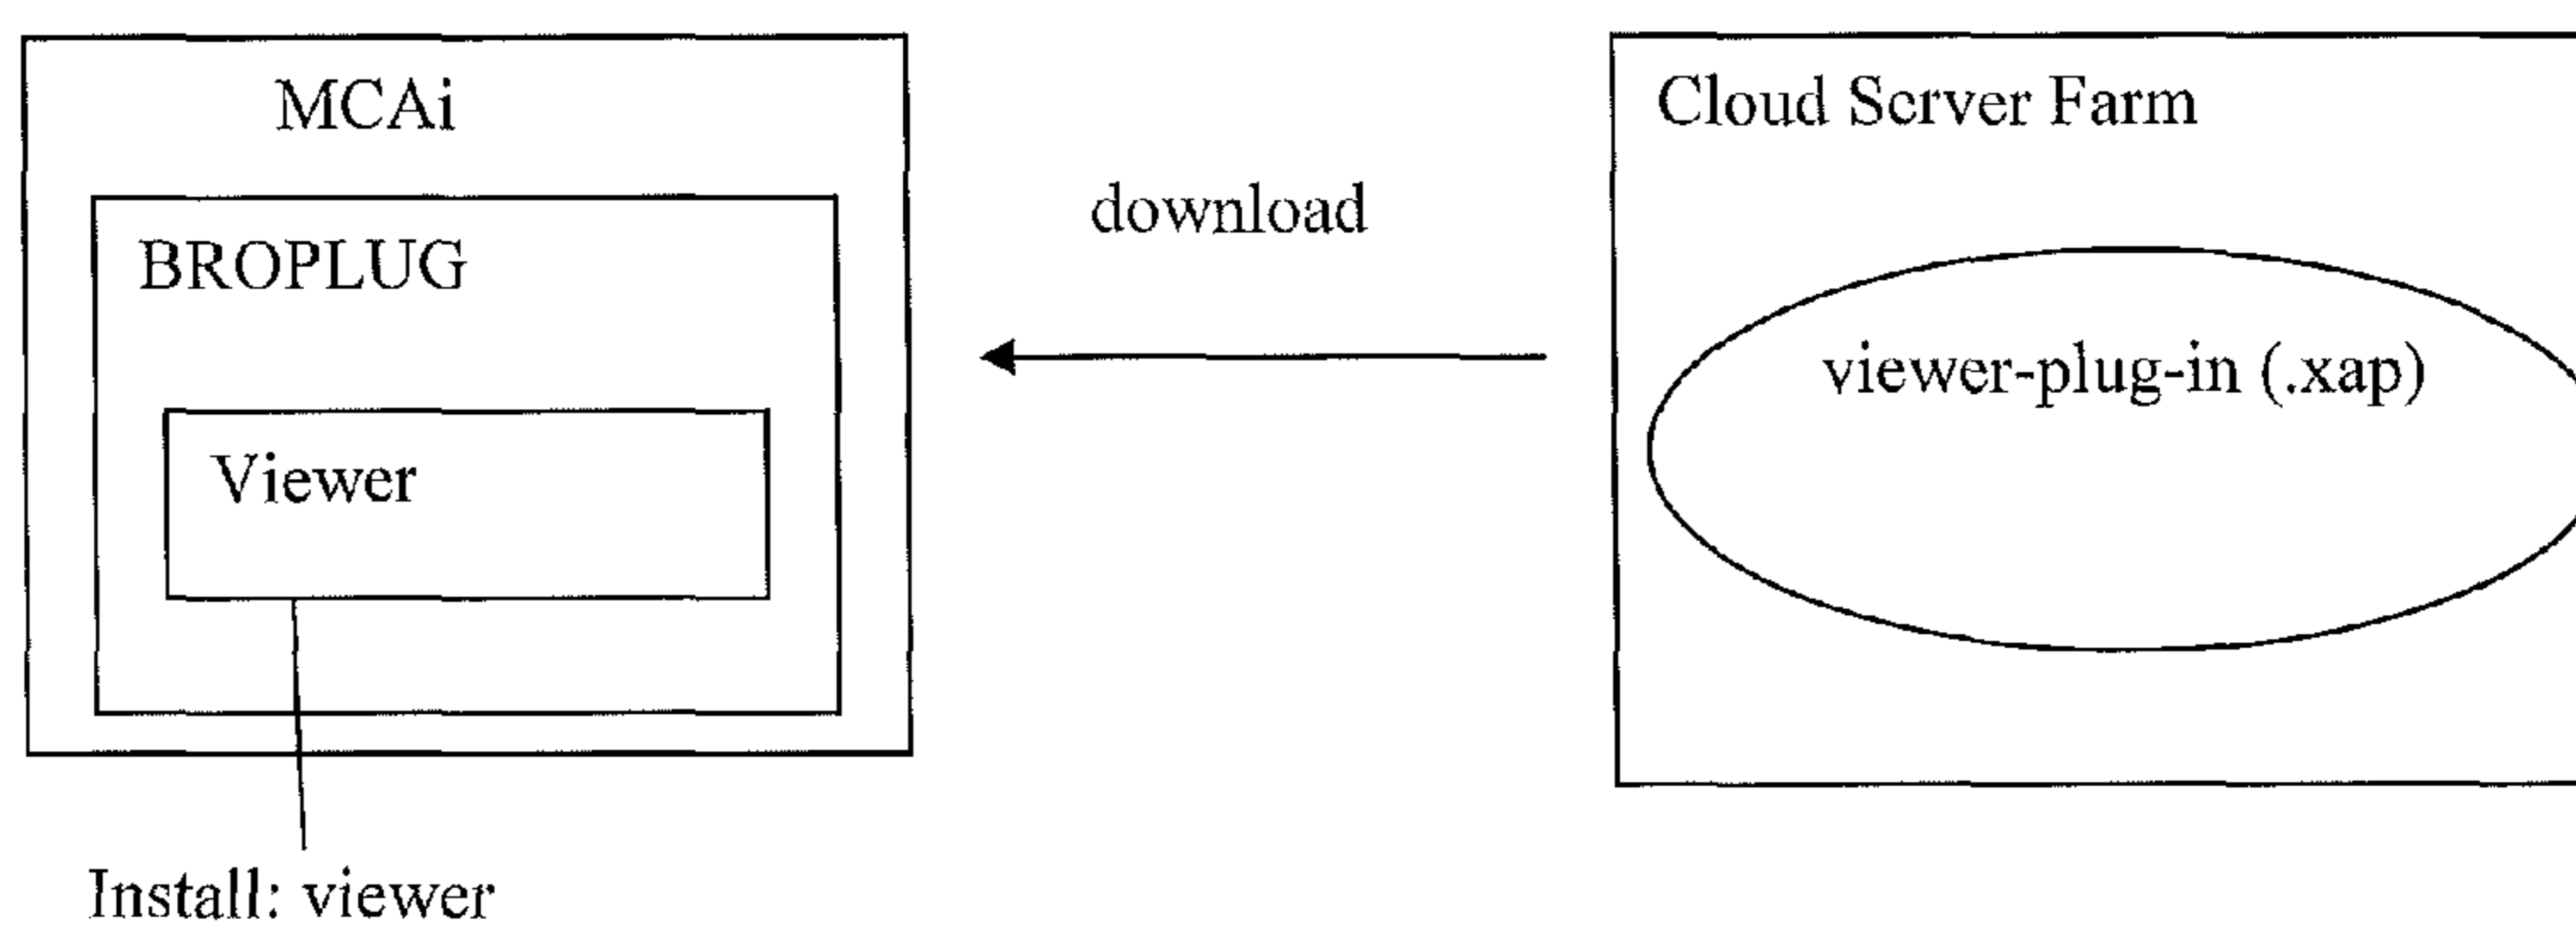 MCAi
BROPLUG
Viewer
Install: viewer
download
Cloud Server Farm
viewer-plug-in (.xap)